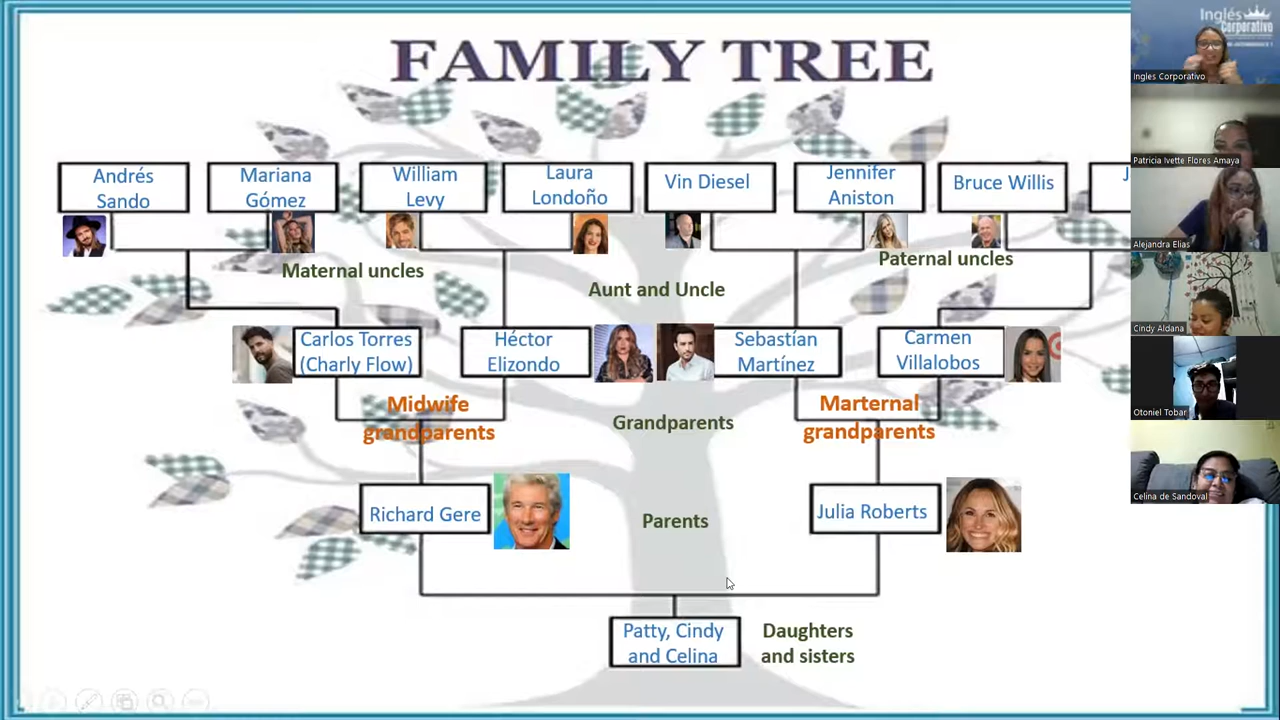 FAMILY TREE
Andrés
Sando
Mariana
Gómez
William
Levy
Laura
Londoño
Vin Diesel
Jennifer
Aniston
Bruce Willis
J
Maternal uncles
Aunt and Uncle
Paternal uncles
Carlos Torres
(Charly Flow)
Héctor
Elizondo
Sebastían
Martínez
Carmen
Villalobos
Midwife
grandparents
Grandparents
Marternal
grandparents
Richard Gere
Parents
Julia Roberts
Patty, Cindy
and Celina
Daughters
and sisters
Inglés
Corporativo
Ingles Corporativo
Patricia Ivette Flores Amaya
Alejandra Elias
Cindy Aldana
Otoniel Tobar
Celina de Sandoval